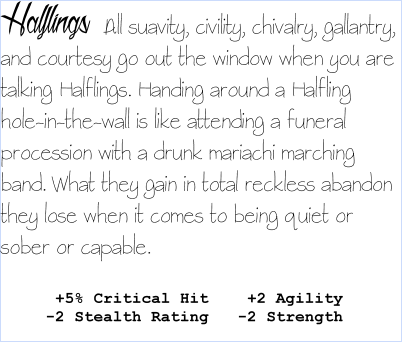 Halflings All suavity, civility, chivalry, gallantry,
and courtesy go out the window when you are
talking Halflings. Handing around a Halfling
hole-in-the-wall is like attending a funeral
procession with a drunk mariachi marching
band. What they gain in total reckless abandon
they lose when it comes to being quiet or
sober or capable.
+5% Critical Hit +2 Agility
-2 Stealth Rating -2 Strength